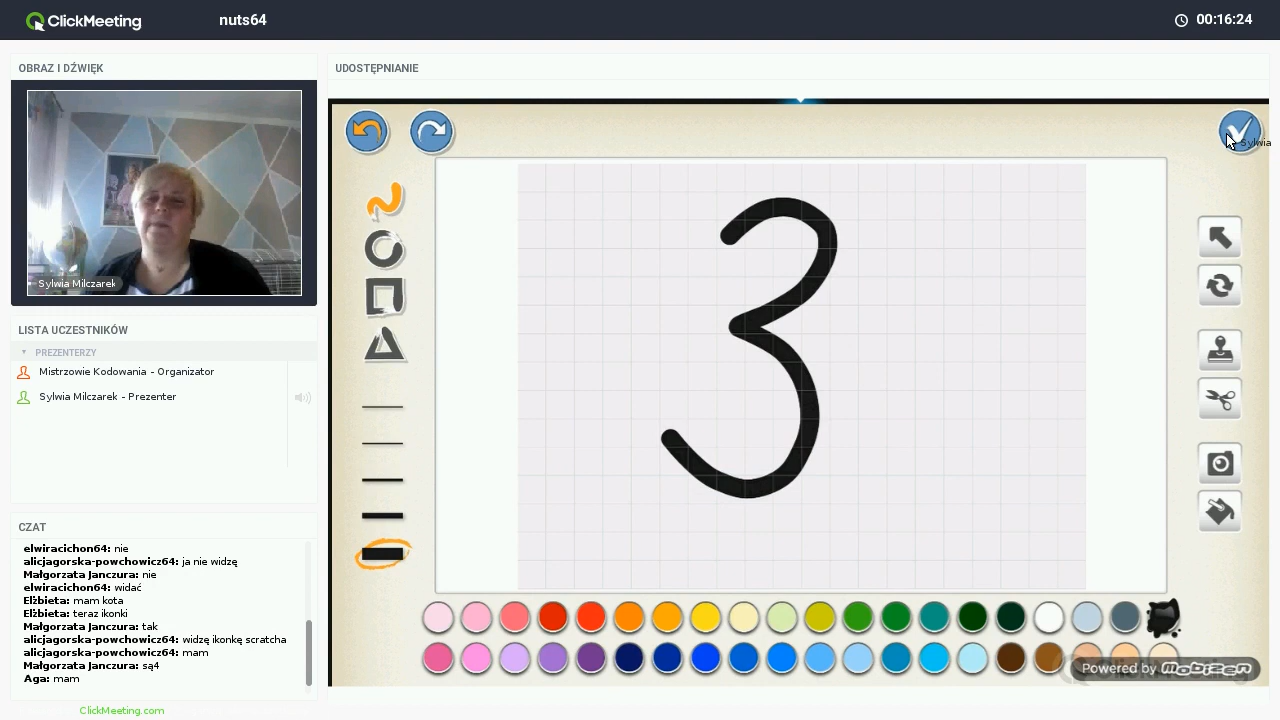 ClickMeeting
nuts64
00:16:24
OBRAZ I DŹWIĘK
UDOSTĘPNIANIE
Sylwia
Sylwia Milczarek
3
LISTA UCZESTNIKÓW
PREZENTERZY
Mistrzowie Kodowania - Organizator
Sylwia Milczarek - Prezenter
CZAT
elwiracichon64: nie
alicjagorska-powchowicz64: ja nie widzę
Małgorzata Janczura: nie
elwiracichon64: widać
Elżbieta: mam kota
Elżbieta: teraz ikonki
Małgorzata Janczura: tak
alicjagorska-powchowicz64: widzę ikonkę scratcha
alicjagorska-powchowicz64: mam
Małgorzata Janczura: są4
Aga: mam
Powered by Mobizen
ClickMeeting.com